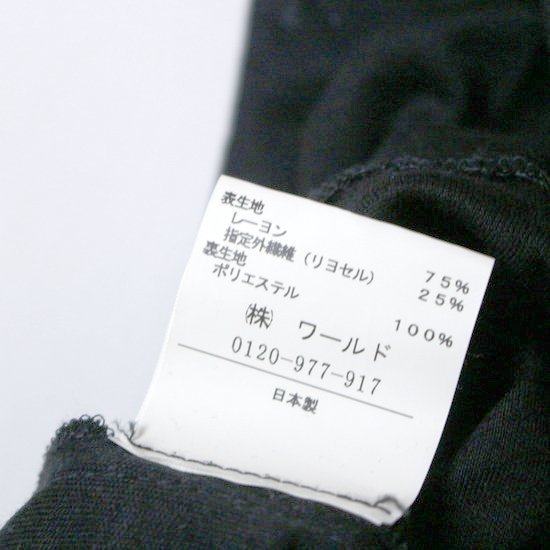 表生地
レーヨン 75%
指定外繊維(リヨセル) 25%
表生地
ポリエステル 100%
㈱ ワールド
0120-977-917
日本製